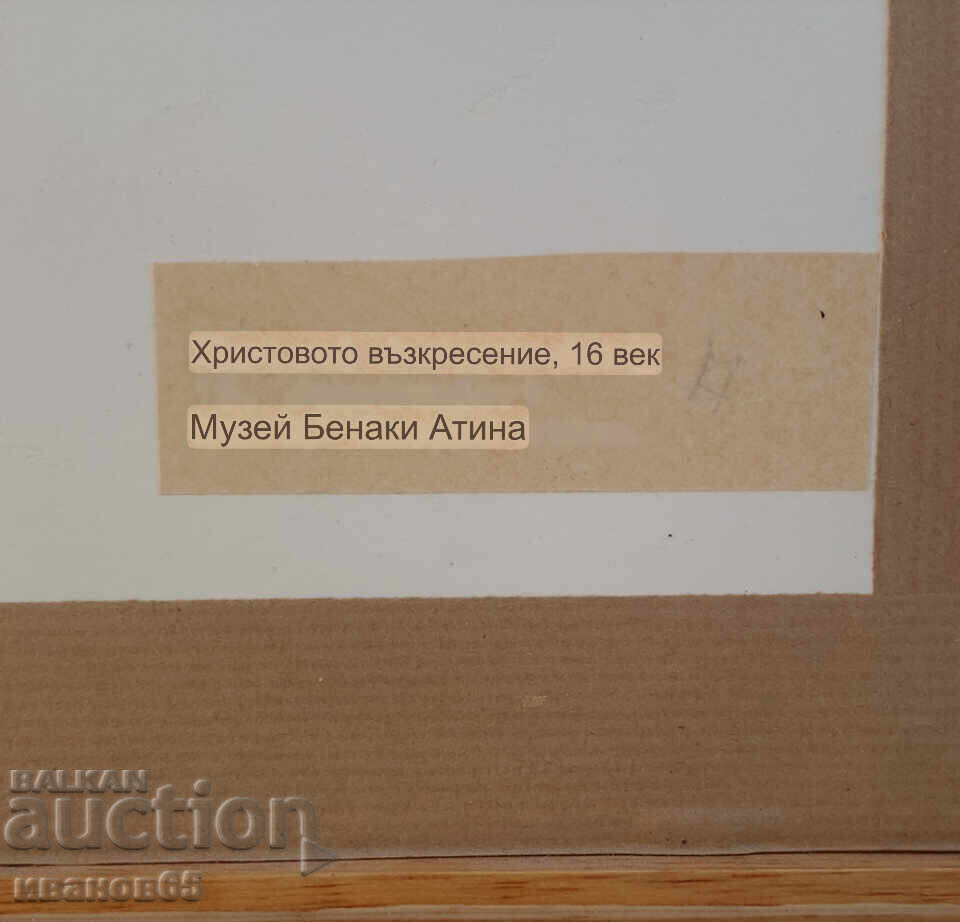 Христовото възкресение, 16 век
Музей Бенаки Атина
BALKAN
auction
иванов65